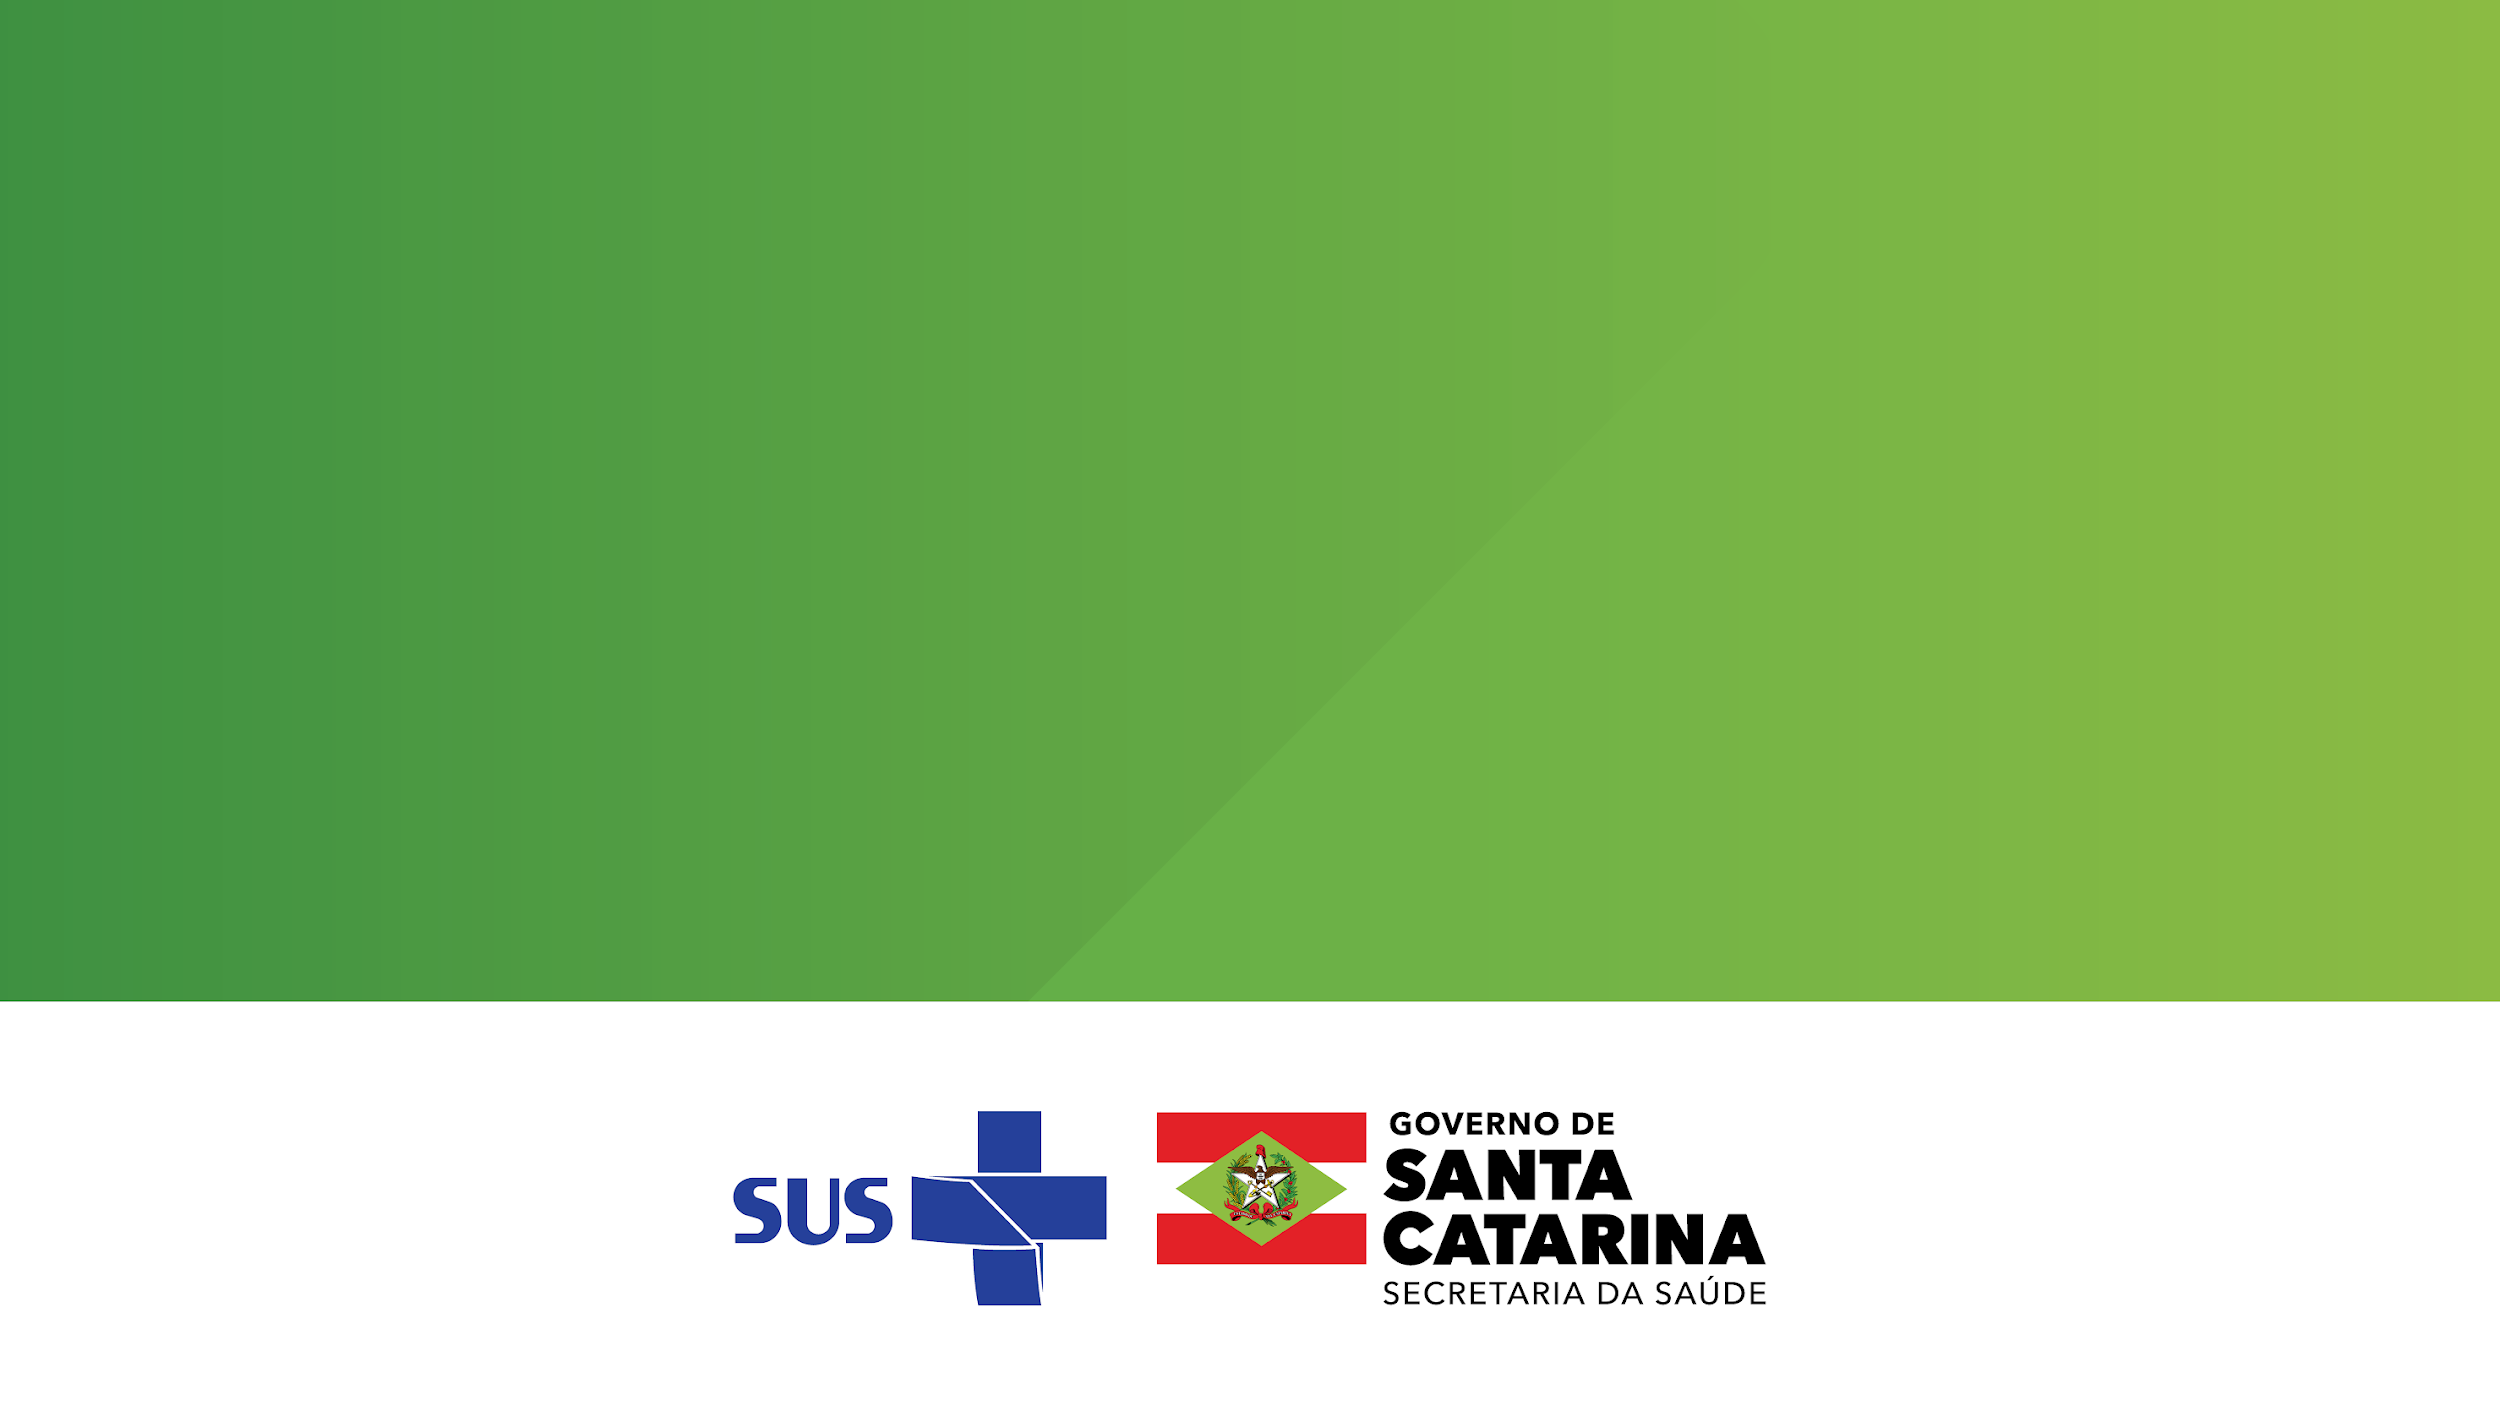 SUS
GOVERNO DE
SANTA
CATARINA
SECRETARIA DA SAÚDE